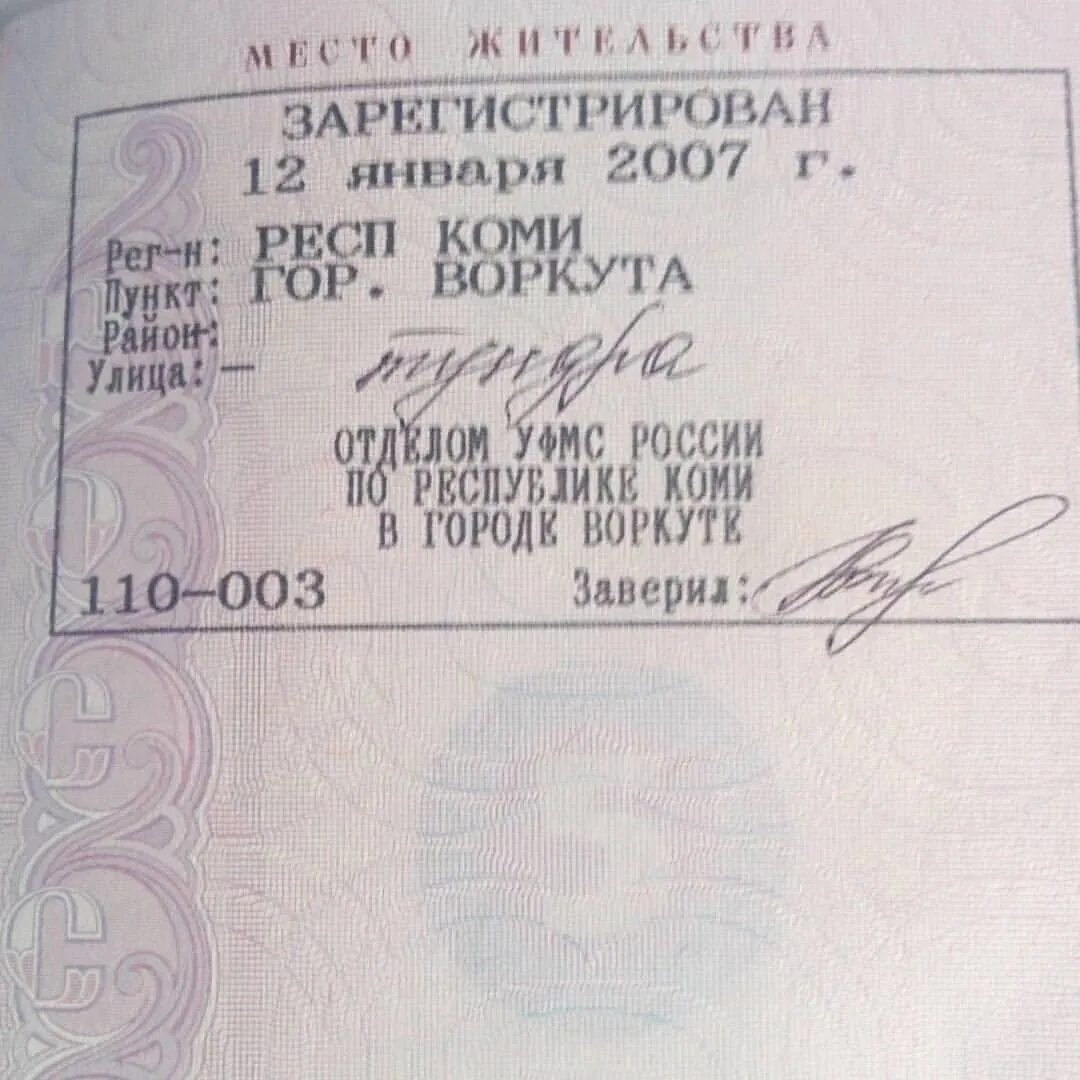 МЕСТО ЖИТЕЛЬСТВА
ЗАРЕГИСТРИРОВАН
12 января 2007 г.
Рег-н: РЕСП КОМИ
Пункт: ГОР. ВОРКУТА
Район:
Улица: — тундра
ОТДЕЛОМ УФМС РОССИИ
ПО РЕСПУБЛИКЕ КОМИ
В ГОРОДЕ ВОРКУТЕ
110-003 Заверил: